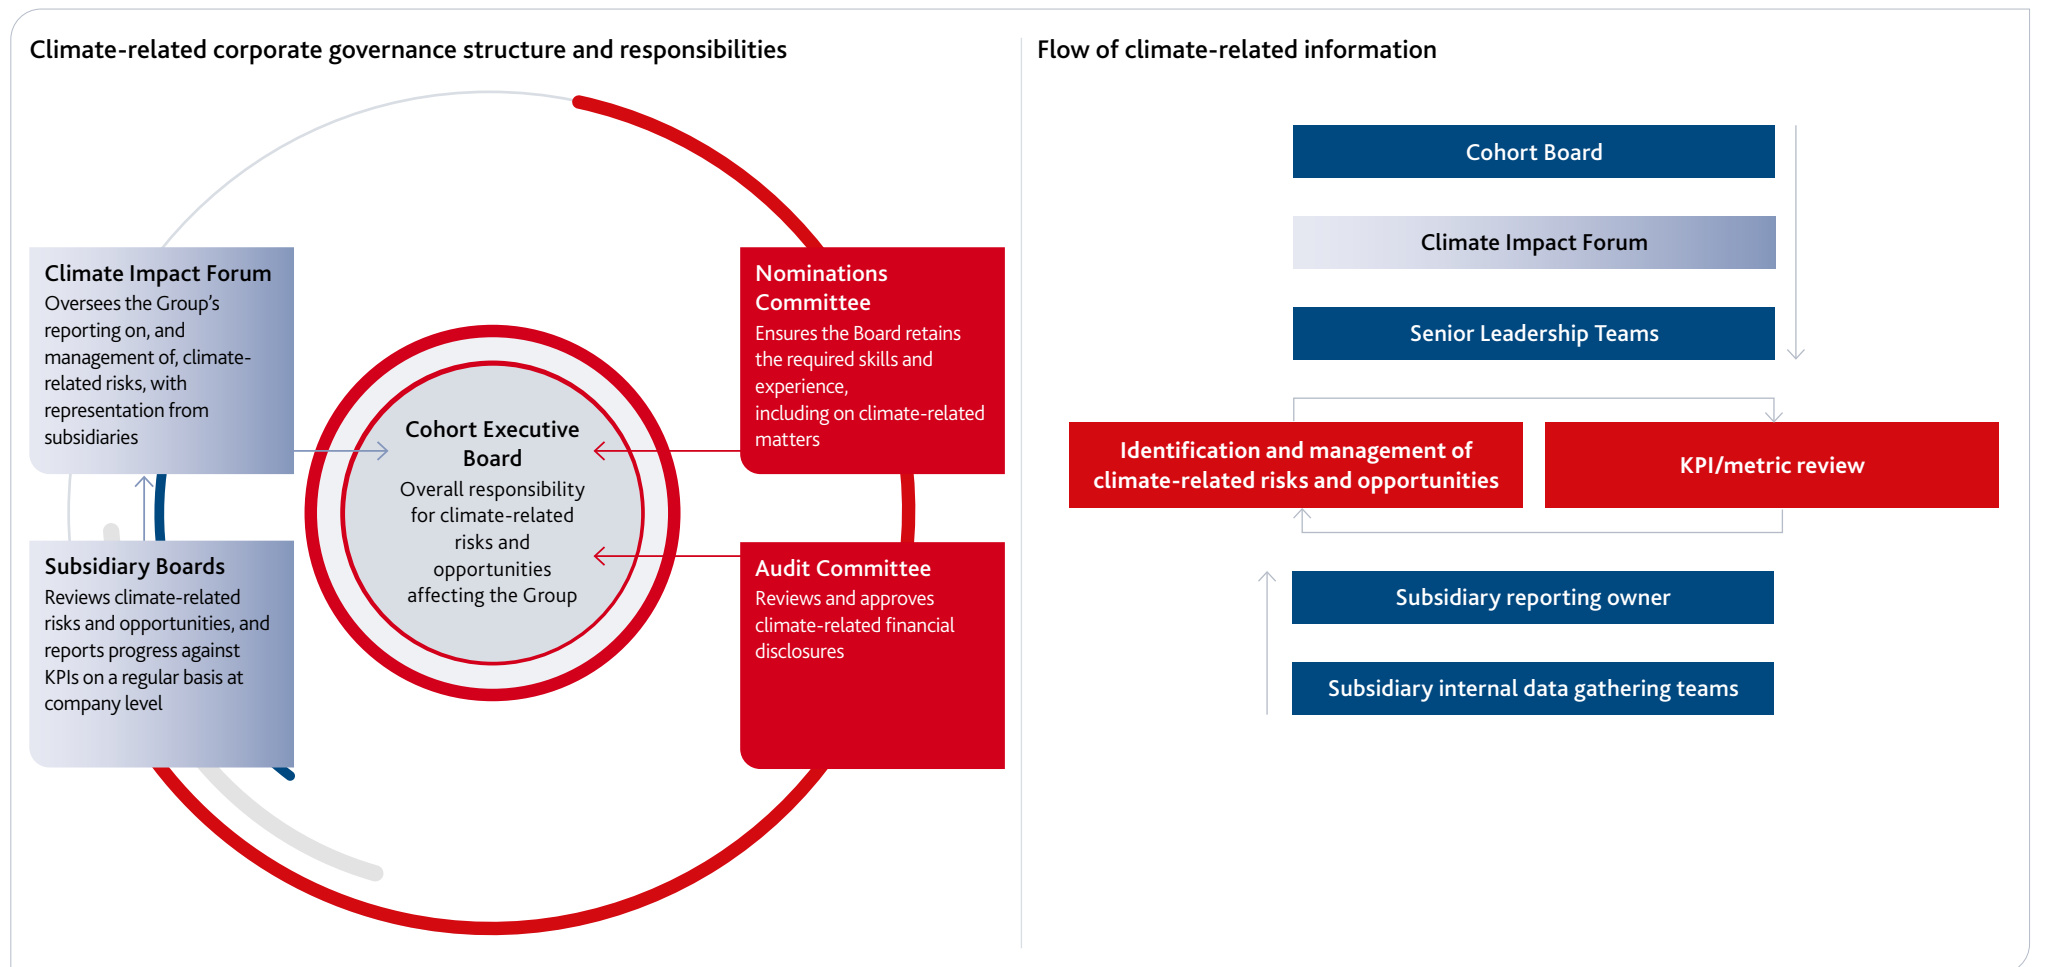 Climate-related corporate governance structure and responsibilities
Climate Impact Forum
Oversees the Group’s
reporting on, and
management of, climate-
related risks, with
representation from
subsidiaries
Subsidiary Boards
Reviews climate-related
risks and opportunities, and
reports progress against
KPIs on a regular basis at
company level
Cohort Executive
Board
Overall responsibility
for climate-related
risks and
opportunities
affecting the Group
Nominations
Committee
Ensures the Board retains
the required skills and
experience,
including on climate-related
matters
Audit Committee
Reviews and approves
climate-related financial
disclosures
Flow of climate-related information
Cohort Board
Climate Impact Forum
Senior Leadership Teams
Identification and management of
climate-related risks and opportunities
KPI/metric review
Subsidiary reporting owner
Subsidiary internal data gathering teams